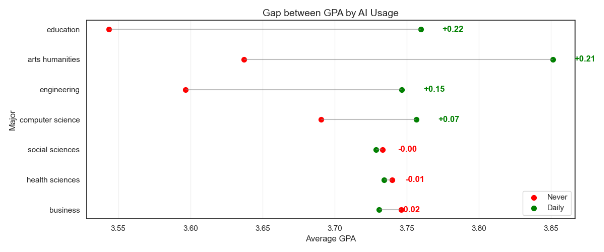 Gap between GPA by AI Usage
education
+0.22
arts humanities
+0.21
engineering
+0.15
computer science
+0.07
social sciences
-0.00
health sciences
-0.01
business
-0.02
Major
3.55 3.60 3.65 3.70 3.75 3.80 3.85
Average GPA
Never
Daily